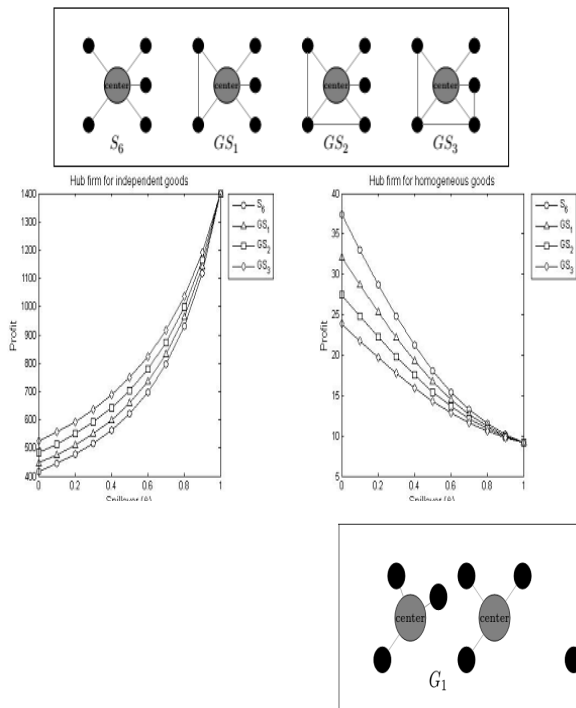 center center center center
S6 GS1 GS2 GS3
Hub firm for independent goods
1400
1300
1200
1100
1000
900
800
700
600
500
400
Profit
0 0.2 0.4 0.6 0.8 1
S6
GS1
GS2
GS3
Hub firm for homogeneous goods
40
35
30
25
20
15
10
5
Profit
0 0.2 0.4 0.6 0.8 1
S6
GS1
GS2
GS3
center center
G1